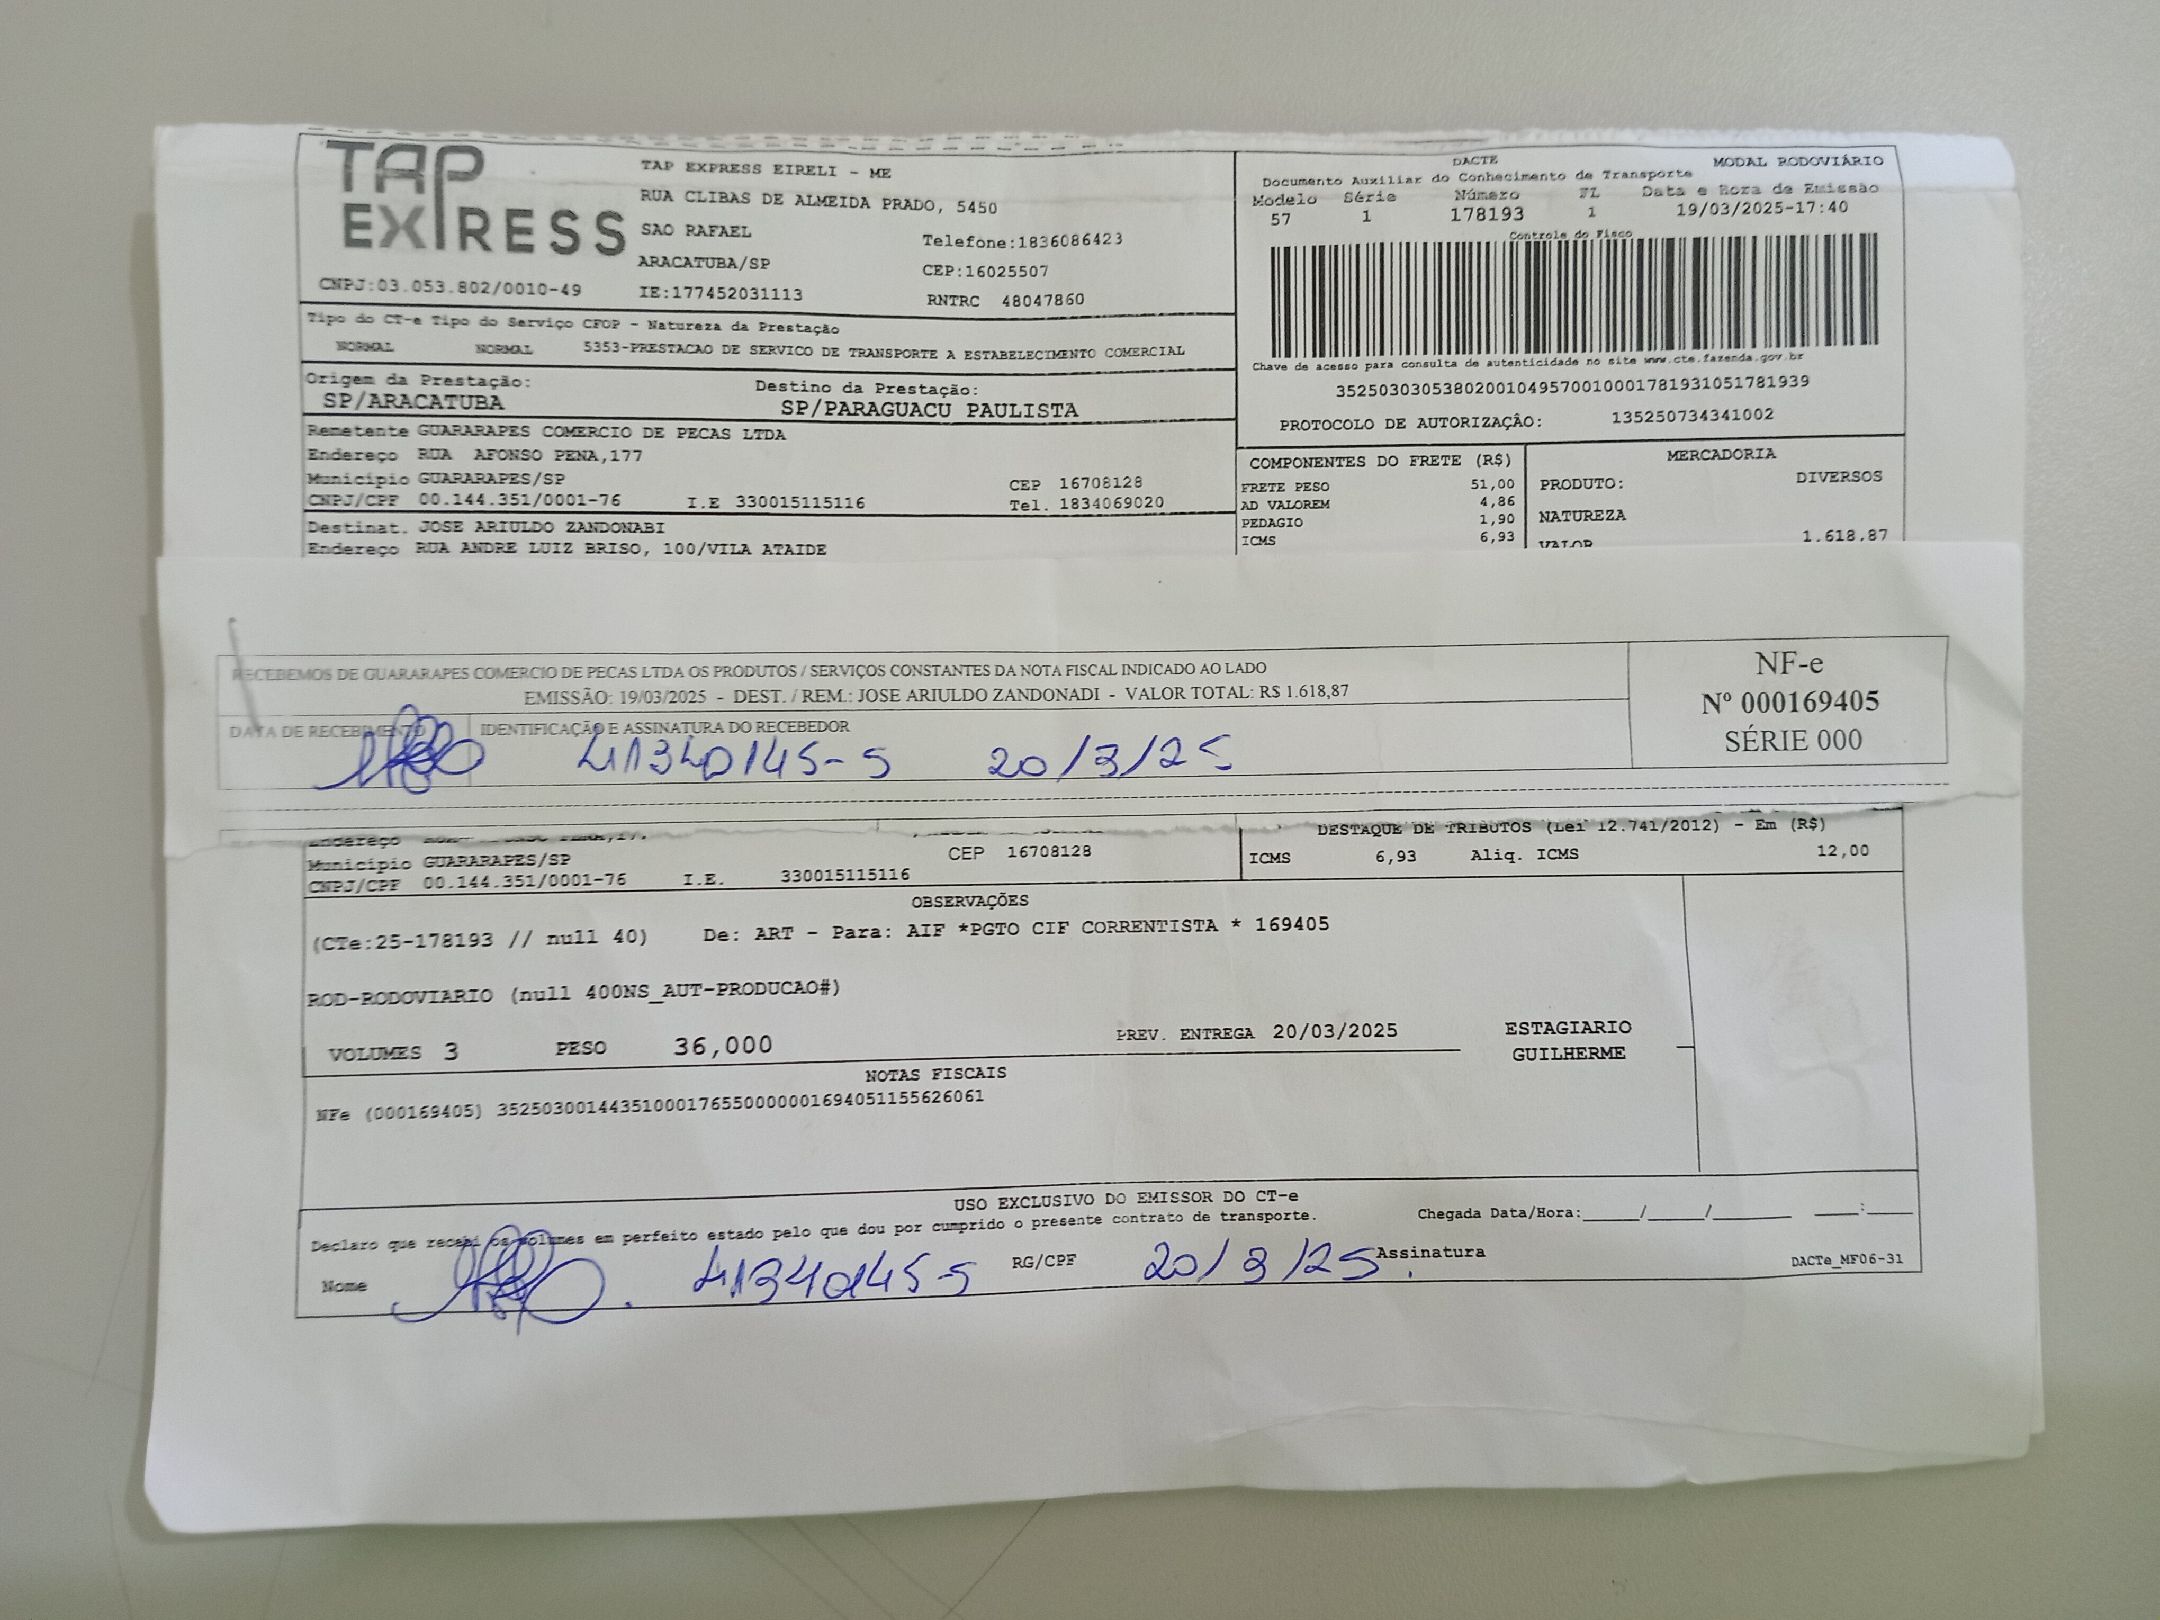 TAP EXPRESS
TAP EXPRESS EIRELI - ME
RUA CLIBAS DE ALMEIDA PRADO, 5450
SAO RAFAEL
Telefone:1836086423
ARACATUBA/SP
CEP:16025507
CNPJ:03.053.802/0010-49
IE:177452031113
RNTRC 48047860
DACTE
MODAL RODOVIÁRIO
Documento Auxiliar do Conhecimento de Transporte
Modelo Série Número FL Data e Hora de Emissão
57 1 178193 1 19/03/2025-17:40
Controle do Fisco
Chave de acesso para consulta de autenticidade no site www.cte.fazenda.gov.br
35250303053802001049570010001781931051781939
PROTOCOLO DE AUTORIZAÇÂO: 135250734341002
Tipo do CT-e Tipo do Serviço CFOP - Natureza da Prestação
NORMAL NORMAL 5353-PRESTACAO DE SERVICO DE TRANSPORTE A ESTABELECIMENTO COMERCIAL
Origem da Prestação: Destino da Prestação:
SP/ARACATUBA SP/PARAGUACU PAULISTA
Remetente GUARARAPES COMERCIO DE PECAS LTDA
Endereço RUA AFONSO PENA,177
Município GUARARAPES/SP CEP 16708128
CNPJ/CPF 00.144.351/0001-76 I.E 330015115116 Tel. 1834069020
Destinat. JOSE ARIULDO ZANDONABI
Endereço RUA ANDRE LUIZ BRISO, 100/VILA ATAIDE
COMPONENTES DO FRETE (R$)
FRETE PESO 51,00
AD VALOREM 4,86
PEDAGIO 1,90
ICMS 6,93
MERCADORIA
PRODUTO: DIVERSOS
NATUREZA
VALOR 1.618,87
RECEBEMOS DE GUARARAPES COMERCIO DE PECAS LTDA OS PRODUTOS / SERVIÇOS CONSTANTES DA NOTA FISCAL INDICADO AO LADO
EMISSÃO: 19/03/2025 - DEST. / REM.: JOSE ARIULDO ZANDONADI - VALOR TOTAL: R$ 1.618,87
DATA DE RECEBIMENTO IDENTIFICAÇÃO E ASSINATURA DO RECEBEDOR
41340145-5 20/3/25
NF-e
Nº 000169405
SÉRIE 000
Endereço
Município GUARARAPES/SP CEP 16708128
CNPJ/CPF 00.144.351/0001-76 I.E. 330015115116
DESTAQUE DE TRIBUTOS (Lei 12.741/2012) - Em (R$)
ICMS 6,93 Aliq. ICMS 12,00
OBSERVAÇÕES
(CTe:25-178193 // null 40) De: ART - Para: AIF *PGTO CIF CORRENTISTA * 169405
ROD-RODOVIARIO (null 400NS_AUT-PRODUCAO#)
VOLUMES 3 PESO 36,000 PREV. ENTREGA 20/03/2025
ESTAGIARIO
GUILHERME
NOTAS FISCAIS
NFe (000169405) 35250300144351000176550000001694051155626061
USO EXCLUSIVO DO EMISSOR DO CT-e
Declaro que recebi os volumes em perfeito estado pelo que dou por cumprido o presente contrato de transporte.
Chegada Data/Hora:_____/_____/_______ ____:____
Nome 41340145-5 RG/CPF 20/3/25 Assinatura
DACTe_MF06-31